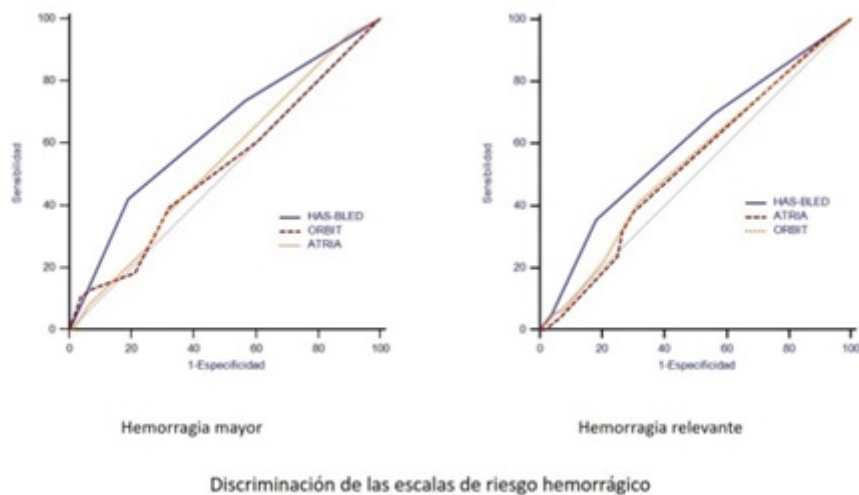 100
80
60
40
20
0
Sensibilidad
HAS-BLED
ORBIT
ATRIA
0 20 40 60 80 100
1-Especificidad
Hemorragia mayor
100
80
60
40
20
0
Sensibilidad
HAS-BLED
ATRIA
ORBIT
0 20 40 60 80 100
1-Especificidad
Hemorragia relevante
Discriminación de las escalas de riesgo hemorrágico